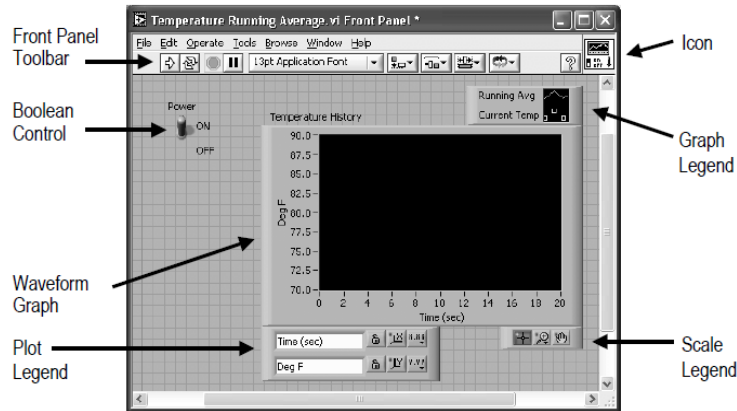 Temperature Running Average.vi Front Panel *
File Edit Operate Tools Browse Window Help
13pt Application Font
?
Front Panel
Toolbar
Icon
Boolean
Control
Power
ON
OFF
Temperature History
Running Avg
Current Temp
Graph
Legend
90.0
87.5
85.0
82.5
80.0
77.5
75.0
72.5
70.0
Deg F
0 2 4 6 8 10 12 14 16 18 20
Time (sec)
Waveform
Graph
Plot
Legend
Time (sec)
Deg F
Scale
Legend